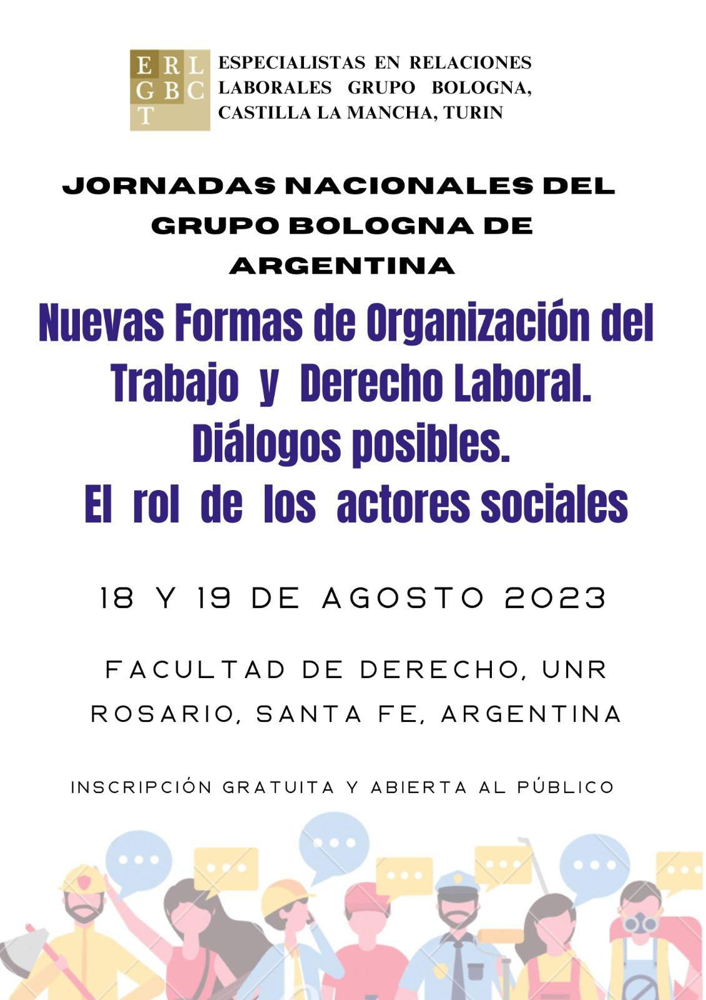 E R L
G B C
T
ESPECIALISTAS EN RELACIONES
LABORALES GRUPO BOLOGNA,
CASTILLA LA MANCHA, TURIN
JORNADAS NACIONALES DEL
GRUPO BOLOGNA DE
ARGENTINA
Nuevas Formas de Organización del
Trabajo y Derecho Laboral.
Diálogos posibles.
El rol de los actores sociales
18 Y 19 DE AGOSTO 2023
FACULTAD DE DERECHO, UNR
ROSARIO, SANTA FE, ARGENTINA
INSCRIPCIÓN GRATUITA Y ABIERTA AL PÚBLICO